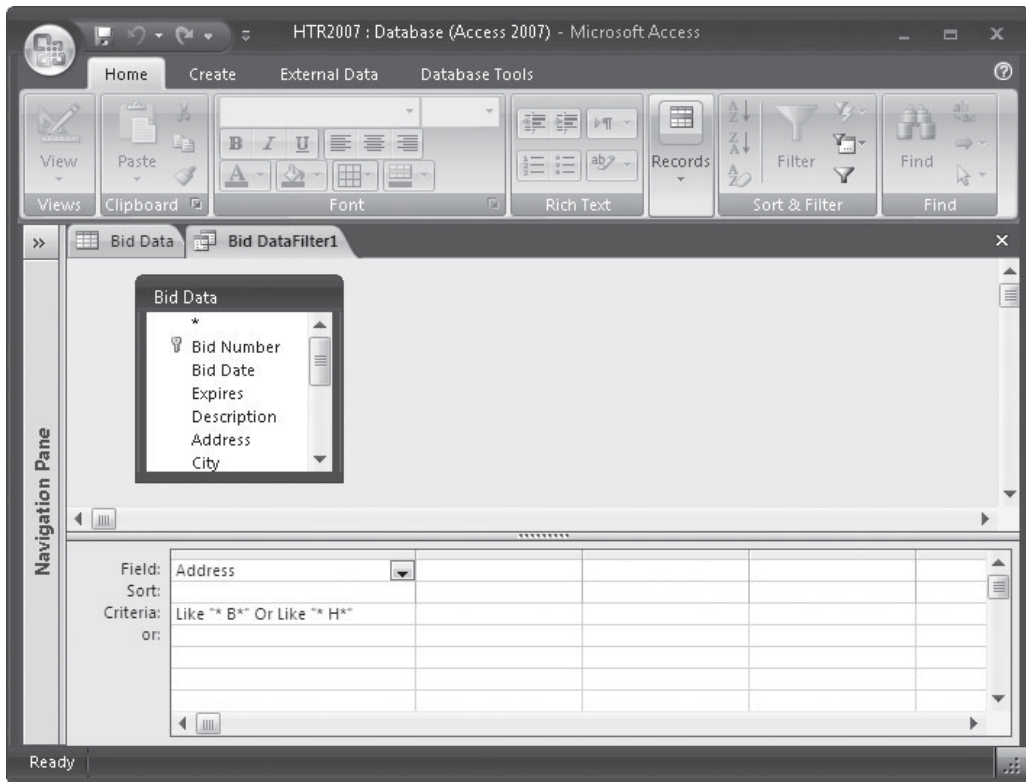 HTR2007 : Database (Access 2007) - Microsoft Access
Home Create External Data Database Tools
View Paste Records Filter Find
B I U
Views Clipboard Font Rich Text Sort & Filter Find
Bid Data Bid DataFilter1
Bid Data
*
Bid Number
Bid Date
Expires
Description
Address
City
Navigation Pane
Field: Address
Sort:
Criteria: Like "* B*" Or Like "* H*"
or:
Ready